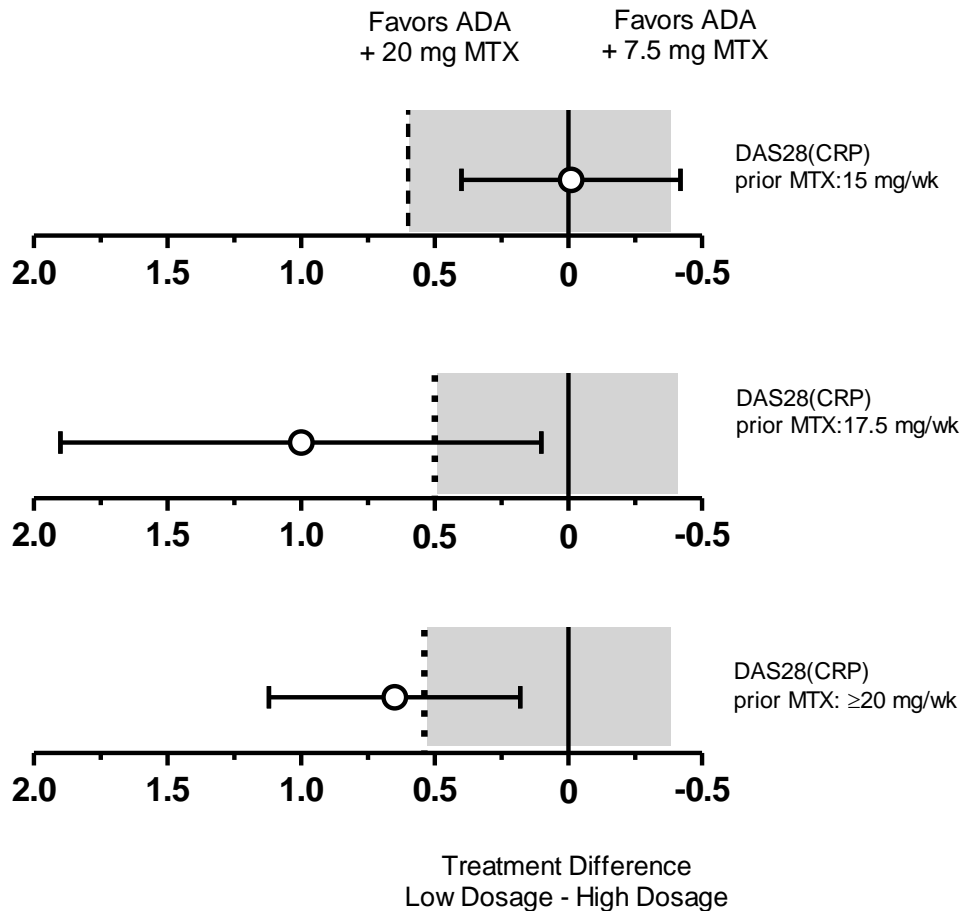 Favors ADA
+ 20 mg MTX
Favors ADA
+ 7.5 mg MTX
DAS28(CRP)
prior MTX:15 mg/wk
2.0 1.5 1.0 0.5 0 -0.5
DAS28(CRP)
prior MTX:17.5 mg/wk
2.0 1.5 1.0 0.5 0 -0.5
DAS28(CRP)
prior MTX: ≥20 mg/wk
2.0 1.5 1.0 0.5 0 -0.5
Treatment Difference
Low Dosage - High Dosage